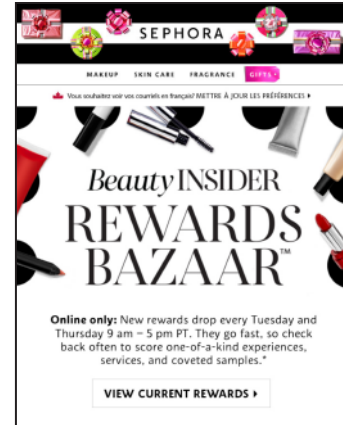 SEPHORA
MAKEUP SKIN CARE FRAGRANCE GIFTS
Vous souhaitez voir vos courriels en français? METTRE À JOUR LES PRÉFÉRENCES
Beauty INSIDER
REWARDS
BAZAAR™
Online only: New rewards drop every Tuesday and
Thursday 9 am – 5 pm PT. They go fast, so check
back often to score one-of-a-kind experiences,
services, and coveted samples.*
VIEW CURRENT REWARDS